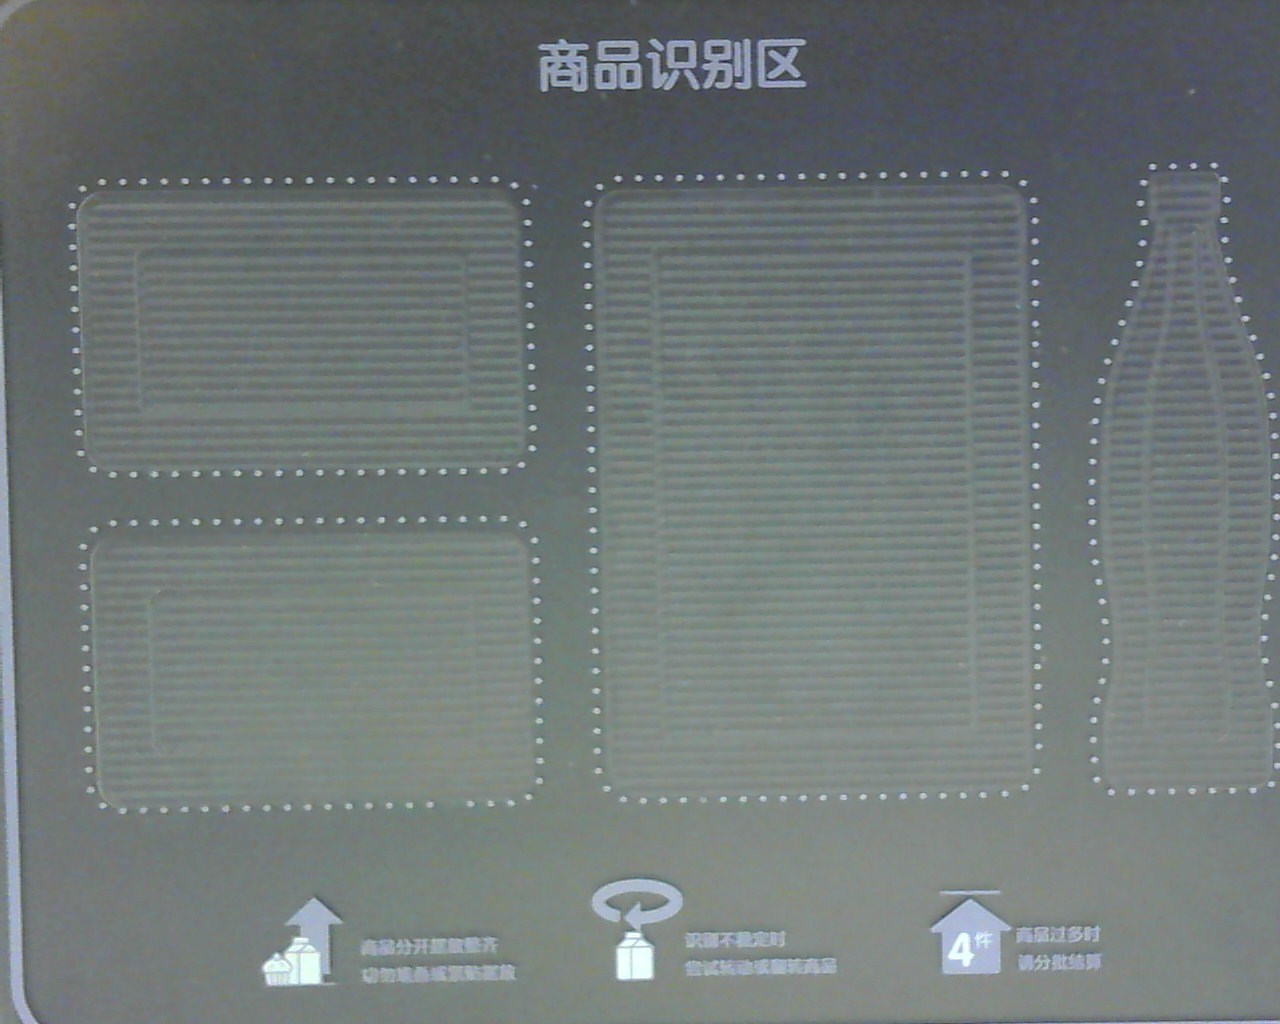 商品识别区
商品分开摆放整齐
切勿堆叠或紧贴摆放
识别不稳定时
尝试转动或翻转商品
4件
商品过多时
请分批结算